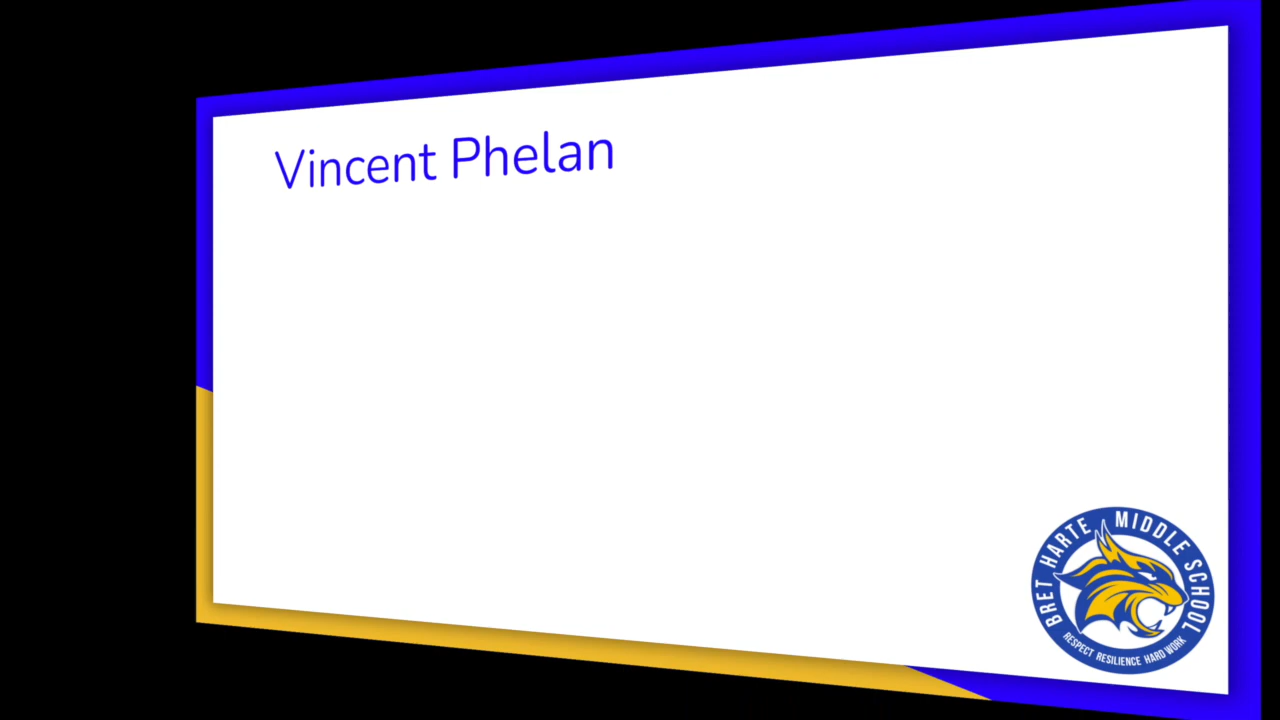 Vincent Phelan
BRET HARTE MIDDLE SCHOOL
RESPECT RESILIENCE HARD WORK